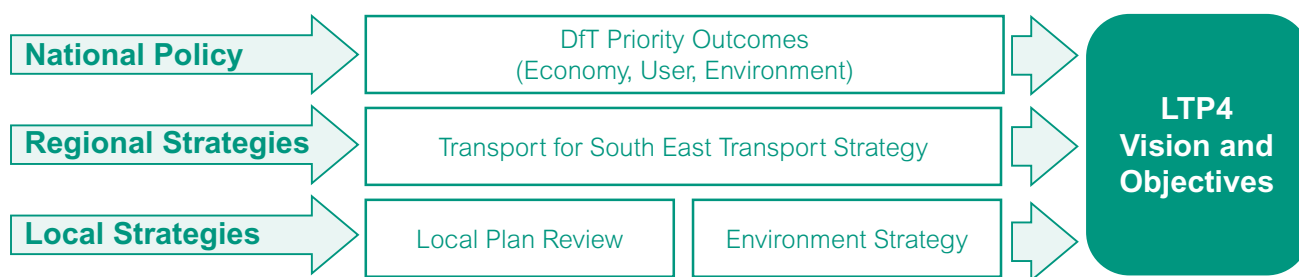 National Policy
DfT Priority Outcomes
(Economy, User, Environment)
Regional Strategies
Transport for South East Transport Strategy
Local Strategies
Local Plan Review
Environment Strategy
LTP4
Vision and
Objectives